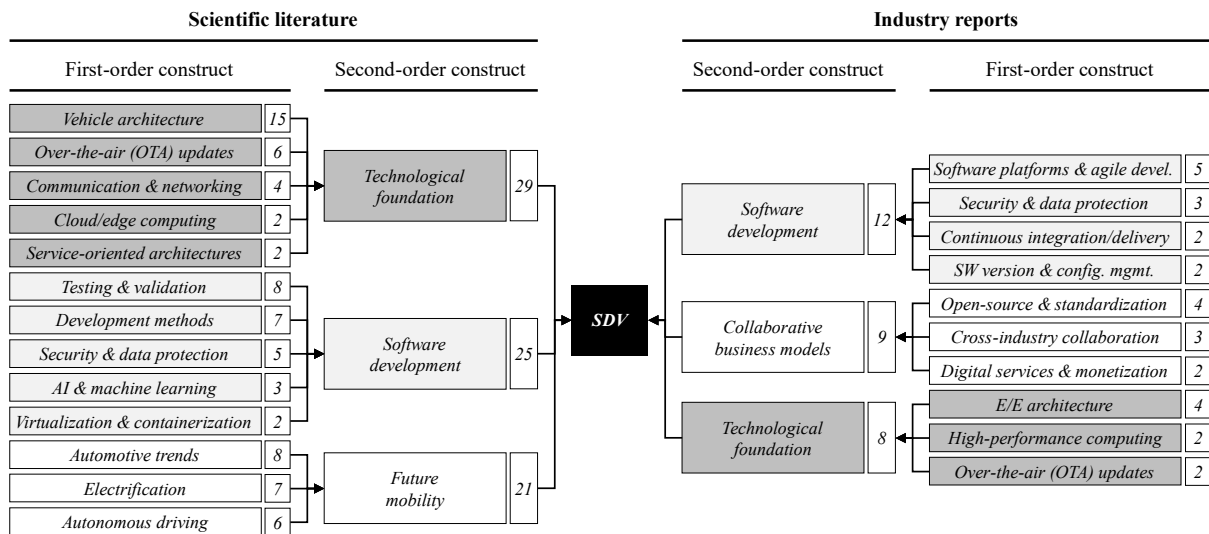 Scientific literature
First-order construct
Second-order construct
Vehicle architecture 15
Over-the-air (OTA) updates 6
Communication & networking 4
Cloud/edge computing 2
Service-oriented architectures 2
Technological
foundation
29
Testing & validation 8
Development methods 7
Security & data protection 5
AI & machine learning 3
Virtualization & containerization 2
Software
development
25
Automotive trends 8
Electrification 7
Autonomous driving 6
Future
mobility
21
SDV
Industry reports
Second-order construct
First-order construct
Software
development
12
Software platforms & agile devel. 5
Security & data protection 3
Continuous integration/delivery 2
SW version & config. mgmt. 2
Collaborative
business models
9
Open-source & standardization 4
Cross-industry collaboration 3
Digital services & monetization 2
Technological
foundation
8
E/E architecture 4
High-performance computing 2
Over-the-air (OTA) updates 2